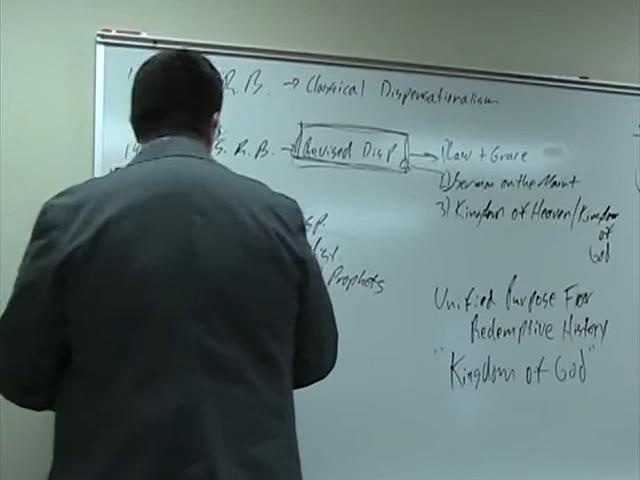 R. B. → Classical Dispensationalism
S. R. B. → Revised Disp.
1) Law + Grace
2) Sermon on the Mount
3) Kingdom of Heaven/Kingdom
of
God
Prophets
Unified Purpose For
Redemptive History
"Kingdom of God"